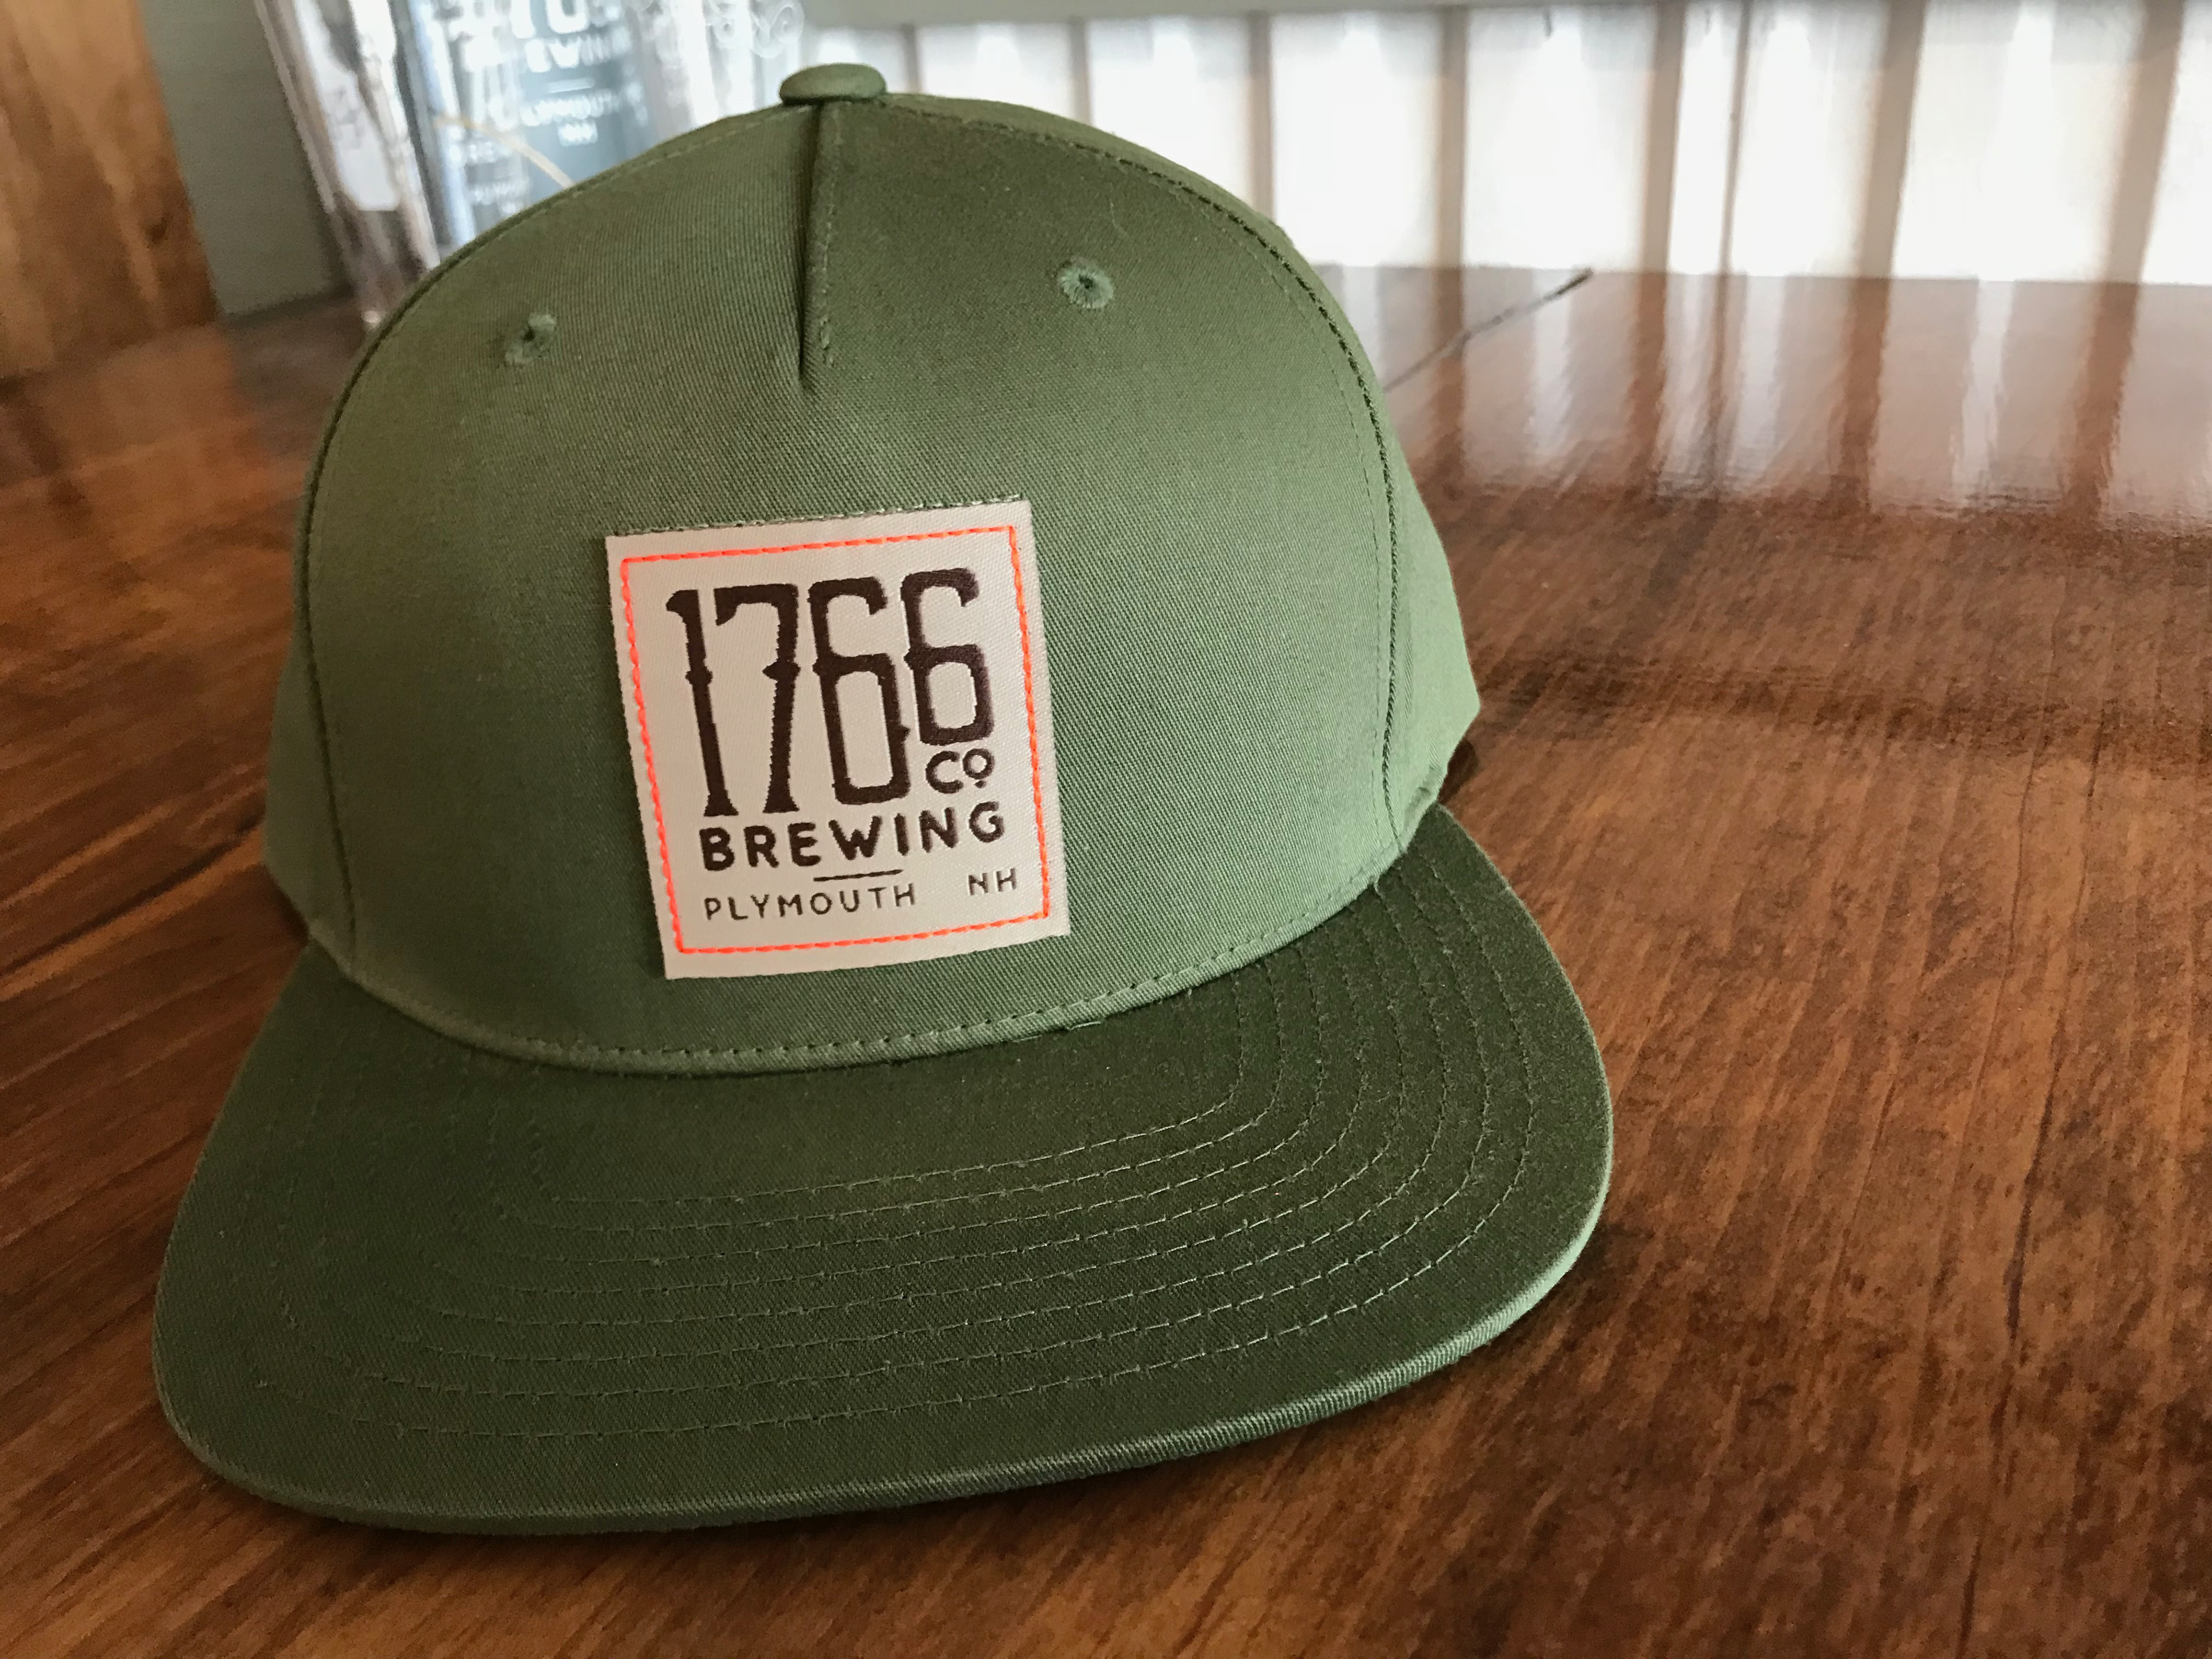 1766
CO
BREWING
PLYMOUTH NH